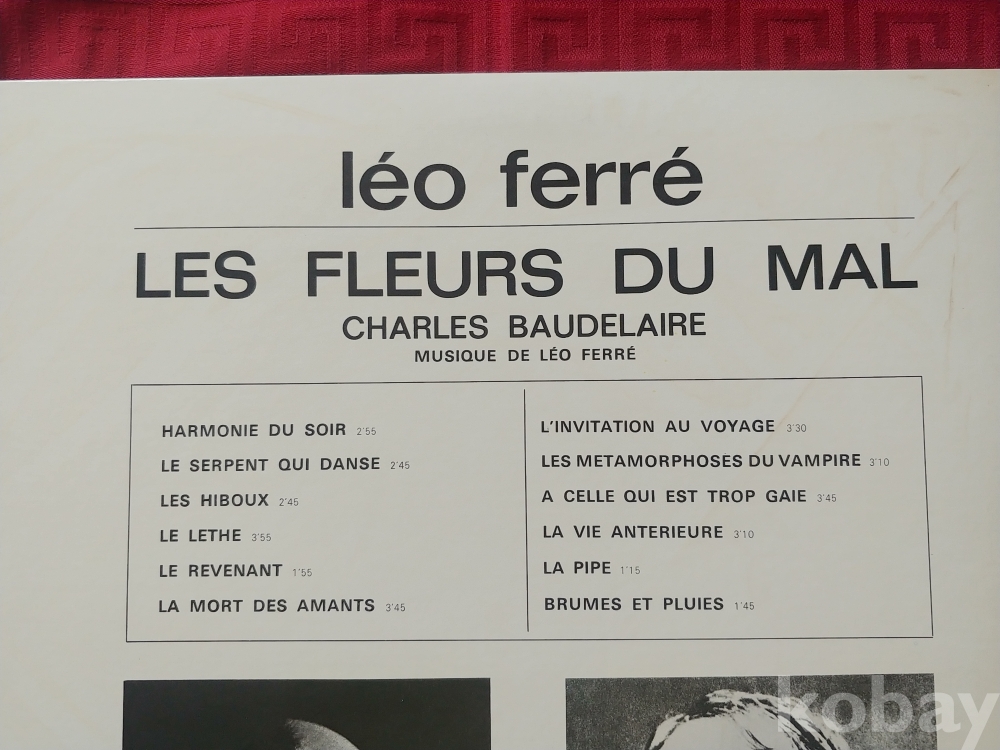 léo ferré
LES FLEURS DU MAL
CHARLES BAUDELAIRE
MUSIQUE DE LÉO FERRÉ
HARMONIE DU SOIR 2'55
LE SERPENT QUI DANSE 2'45
LES HIBOUX 2'45
LE LETHE 3'55
LE REVENANT 1'55
LA MORT DES AMANTS 3'45
L'INVITATION AU VOYAGE 3'30
LES METAMORPHOSES DU VAMPIRE 3'10
A CELLE QUI EST TROP GAIE 3'45
LA VIE ANTERIEURE 3'10
LA PIPE 1'15
BRUMES ET PLUIES 1'45
kobay